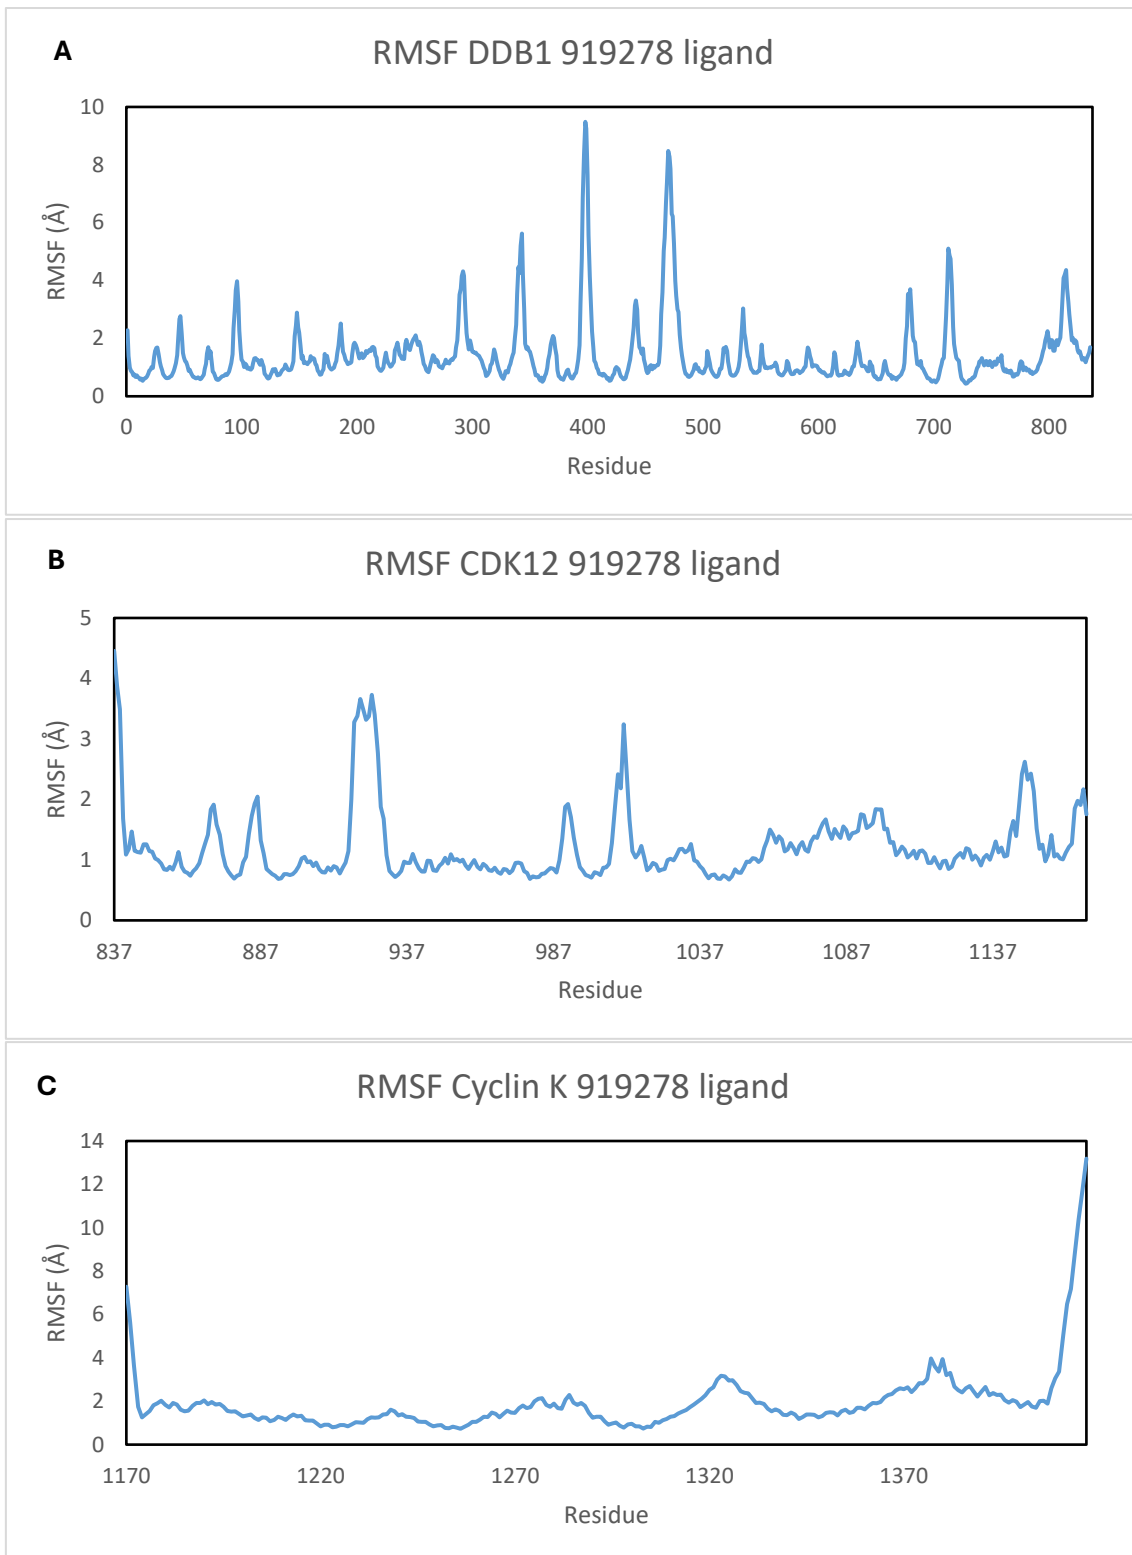 A
RMSF DDB1 919278 ligand
10
8
6
4
2
0
RMSF (Å)
0 100 200 300 400 500 600 700 800
Residue
B
RMSF CDK12 919278 ligand
5
4
3
2
1
0
RMSF (Å)
837 887 937 987 1037 1087 1137
Residue
C
RMSF Cyclin K 919278 ligand
14
12
10
8
6
4
2
0
RMSF (Å)
1170 1220 1270 1320 1370
Residue